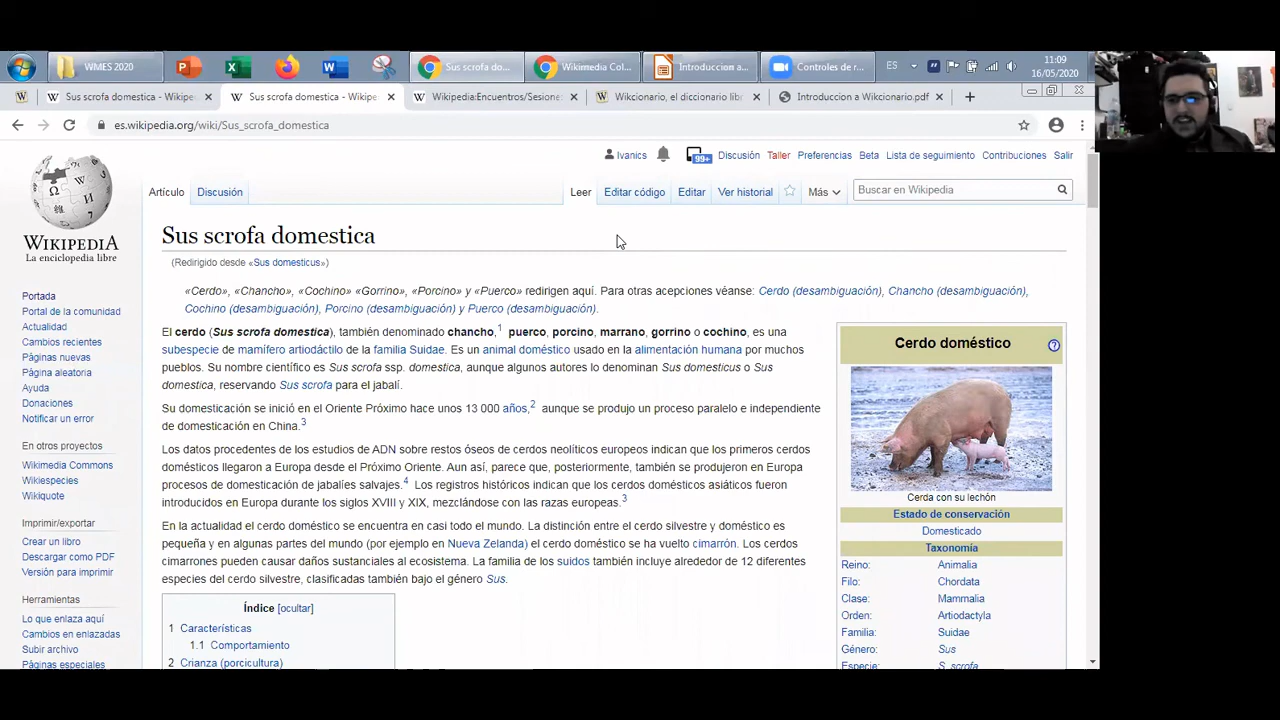 WMES 2020
Sus scrofa do...
Wikimedia Col...
Introduccion a...
Controles de r...
ES
11:09
16/05/2020
Sus scrofa domestica - Wikipe
Sus scrofa domestica - Wikipe
Wikipedia:Encuentros/Sesione
Wikcionario, el diccionario lib
Introduccion a Wikcionario.pdf
es.wikipedia.org/wiki/Sus_scrofa_domestica
Ivanics
99+
Discusión
Taller
Preferencias
Beta
Lista de seguimiento
Contribuciones
Salir
WIKIPEDIA
La enciclopedia libre
Artículo
Discusión
Leer
Editar código
Editar
Ver historial
Más
Buscar en Wikipedia
Portada
Portal de la comunidad
Actualidad
Cambios recientes
Páginas nuevas
Página aleatoria
Ayuda
Donaciones
Notificar un error
En otros proyectos
Wikimedia Commons
Wikispecies
Wikiquote
Imprimir/exportar
Crear un libro
Descargar como PDF
Versión para imprimir
Herramientas
Lo que enlaza aquí
Cambios en enlazadas
Subir archivo
Páginas especiales
Sus scrofa domestica
(Redirigido desde «Sus domesticus»)
«Cerdo», «Chancho», «Cochino» «Gorrino», «Porcino» y «Puerco» redirigen aquí. Para otras acepciones véanse: Cerdo (desambiguación), Chancho (desambiguación),
Cochino (desambiguación), Porcino (desambiguación) y Puerco (desambiguación).
El cerdo (Sus scrofa domestica), también denominado chancho,1 puerco, porcino, marrano, gorrino o cochino, es una
subespecie de mamífero artiodáctilo de la familia Suidae. Es un animal doméstico usado en la alimentación humana por muchos
pueblos. Su nombre científico es Sus scrofa ssp. domestica, aunque algunos autores lo denominan Sus domesticus o Sus
domestica, reservando Sus scrofa para el jabalí.
Su domesticación se inició en el Oriente Próximo hace unos 13 000 años,2 aunque se produjo un proceso paralelo e independiente
de domesticación en China.3
Los datos procedentes de los estudios de ADN sobre restos óseos de cerdos neolíticos europeos indican que los primeros cerdos
domésticos llegaron a Europa desde el Próximo Oriente. Aun así, parece que, posteriormente, también se produjeron en Europa
procesos de domesticación de jabalíes salvajes.4 Los registros históricos indican que los cerdos domésticos asiáticos fueron
introducidos en Europa durante los siglos XVIII y XIX, mezclándose con las razas europeas.3
En la actualidad el cerdo doméstico se encuentra en casi todo el mundo. La distinción entre el cerdo silvestre y doméstico es
pequeña y en algunas partes del mundo (por ejemplo en Nueva Zelanda) el cerdo doméstico se ha vuelto cimarrón. Los cerdos
cimarrones pueden causar daños sustanciales al ecosistema. La familia de los suidos también incluye alrededor de 12 diferentes
especies del cerdo silvestre, clasificadas también bajo el género Sus.
Índice [ocultar]
1 Características
1.1 Comportamiento
2 Crianza (porcicultura)
Cerdo doméstico
Cerda con su lechón
Estado de conservación
Domesticado
Taxonomía
Reino: Animalia
Filo: Chordata
Clase: Mammalia
Orden: Artiodactyla
Familia: Suidae
Género: Sus
Especie: S. scrofa